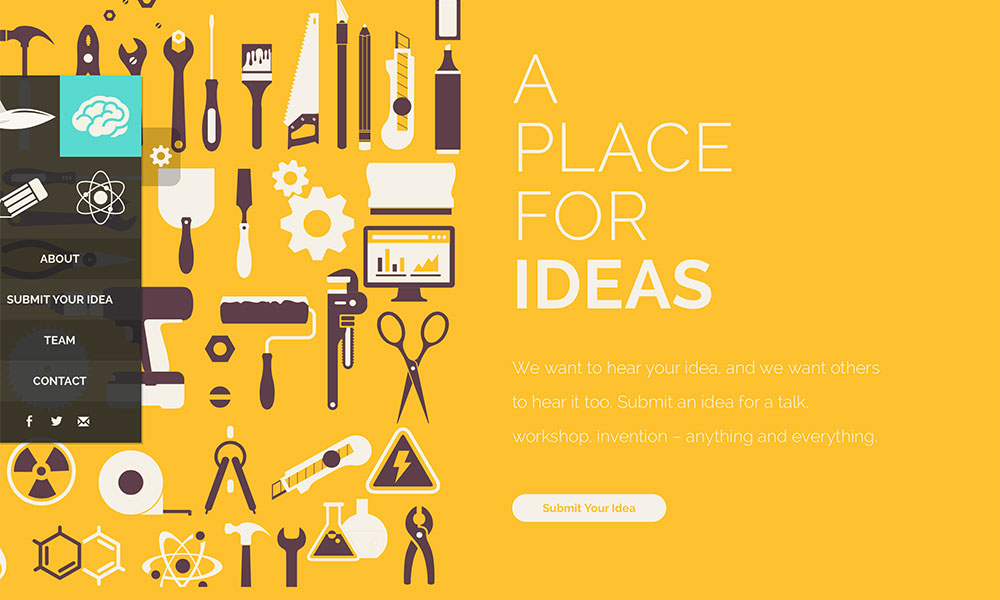 ABOUT
SUBMIT YOUR IDEA
TEAM
CONTACT
A
PLACE
FOR
IDEAS
We want to hear your idea, and we want others
to hear it too. Submit an idea for a talk,
workshop, invention – anything and everything.
Submit Your Idea